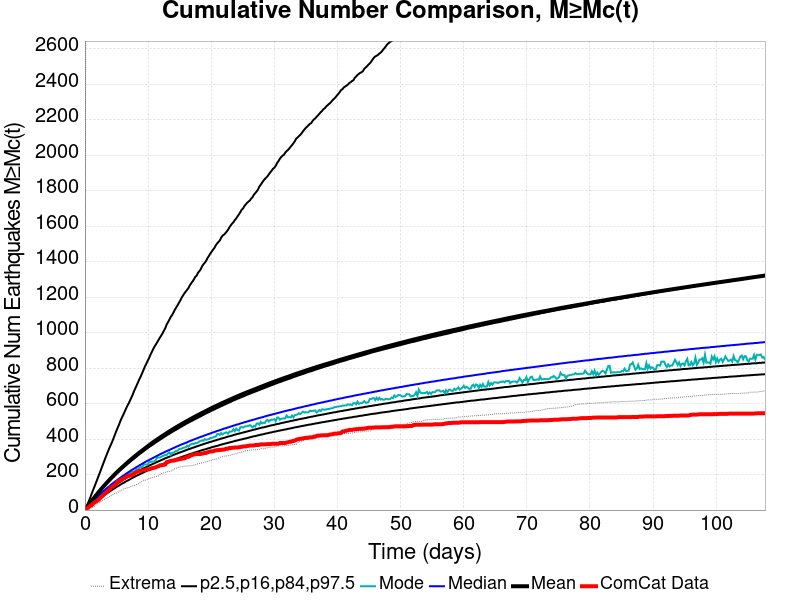 Cumulative Number Comparison, M≥Mc(t)
Cumulative Num Earthquakes M≥Mc(t)
2600
2400
2200
2000
1800
1600
1400
1200
1000
800
600
400
200
0
0 10 20 30 40 50 60 70 80 90 100
Time (days)
Extrema p2.5,p16,p84,p97.5 Mode Median Mean ComCat Data